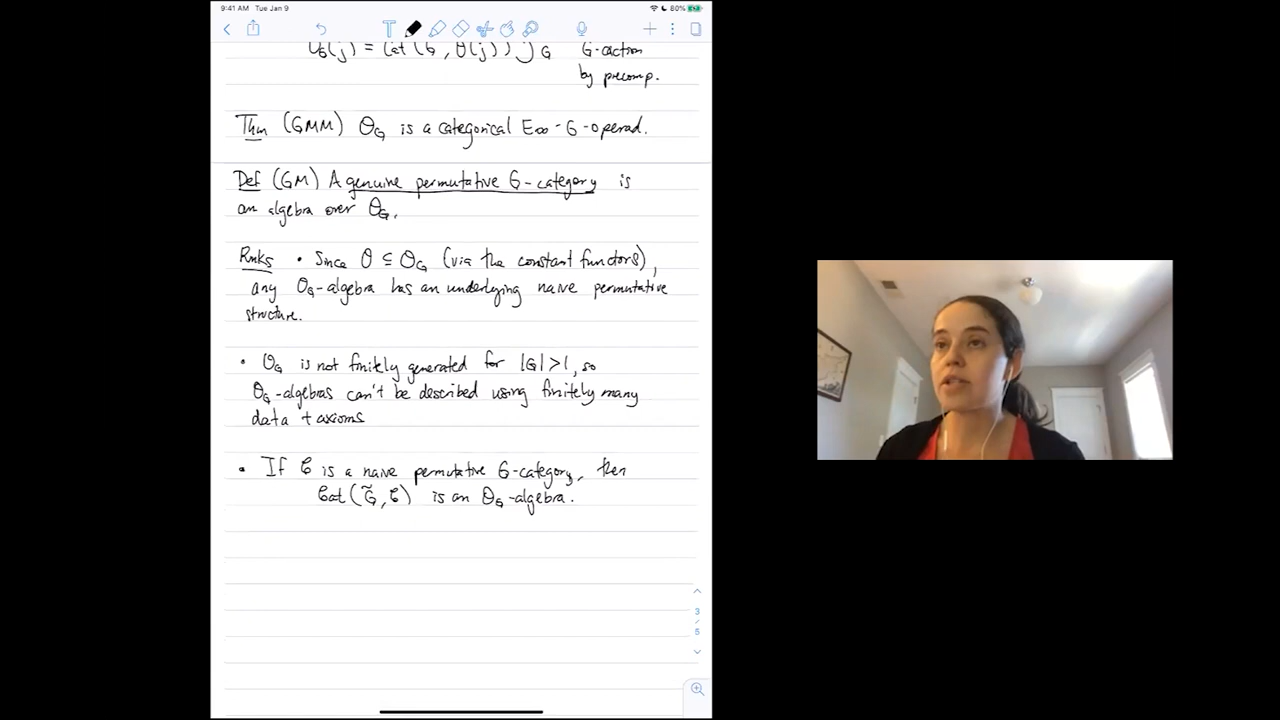 9:41 AM Tue Jan 9
80%
T
(j) = Cat(G̃, O(j)) G G-action
by precomp.
Thm (GMM) O_G is a categorical E∞-G-operad.
Def (GM) A genuine permutative G-category is
an algebra over O_G.
Rmks • Since O ⊆ O_G (via the constant functors),
any O_G-algebra has an underlying naive permutative
structure.
• O_G is not finitely generated for |G|>1, so
O_G-algebras can't be described using finitely many
data + axioms
• If C is a naive permutative G-category, then
Cat(G̃, C) is an O_G-algebra.
3
5